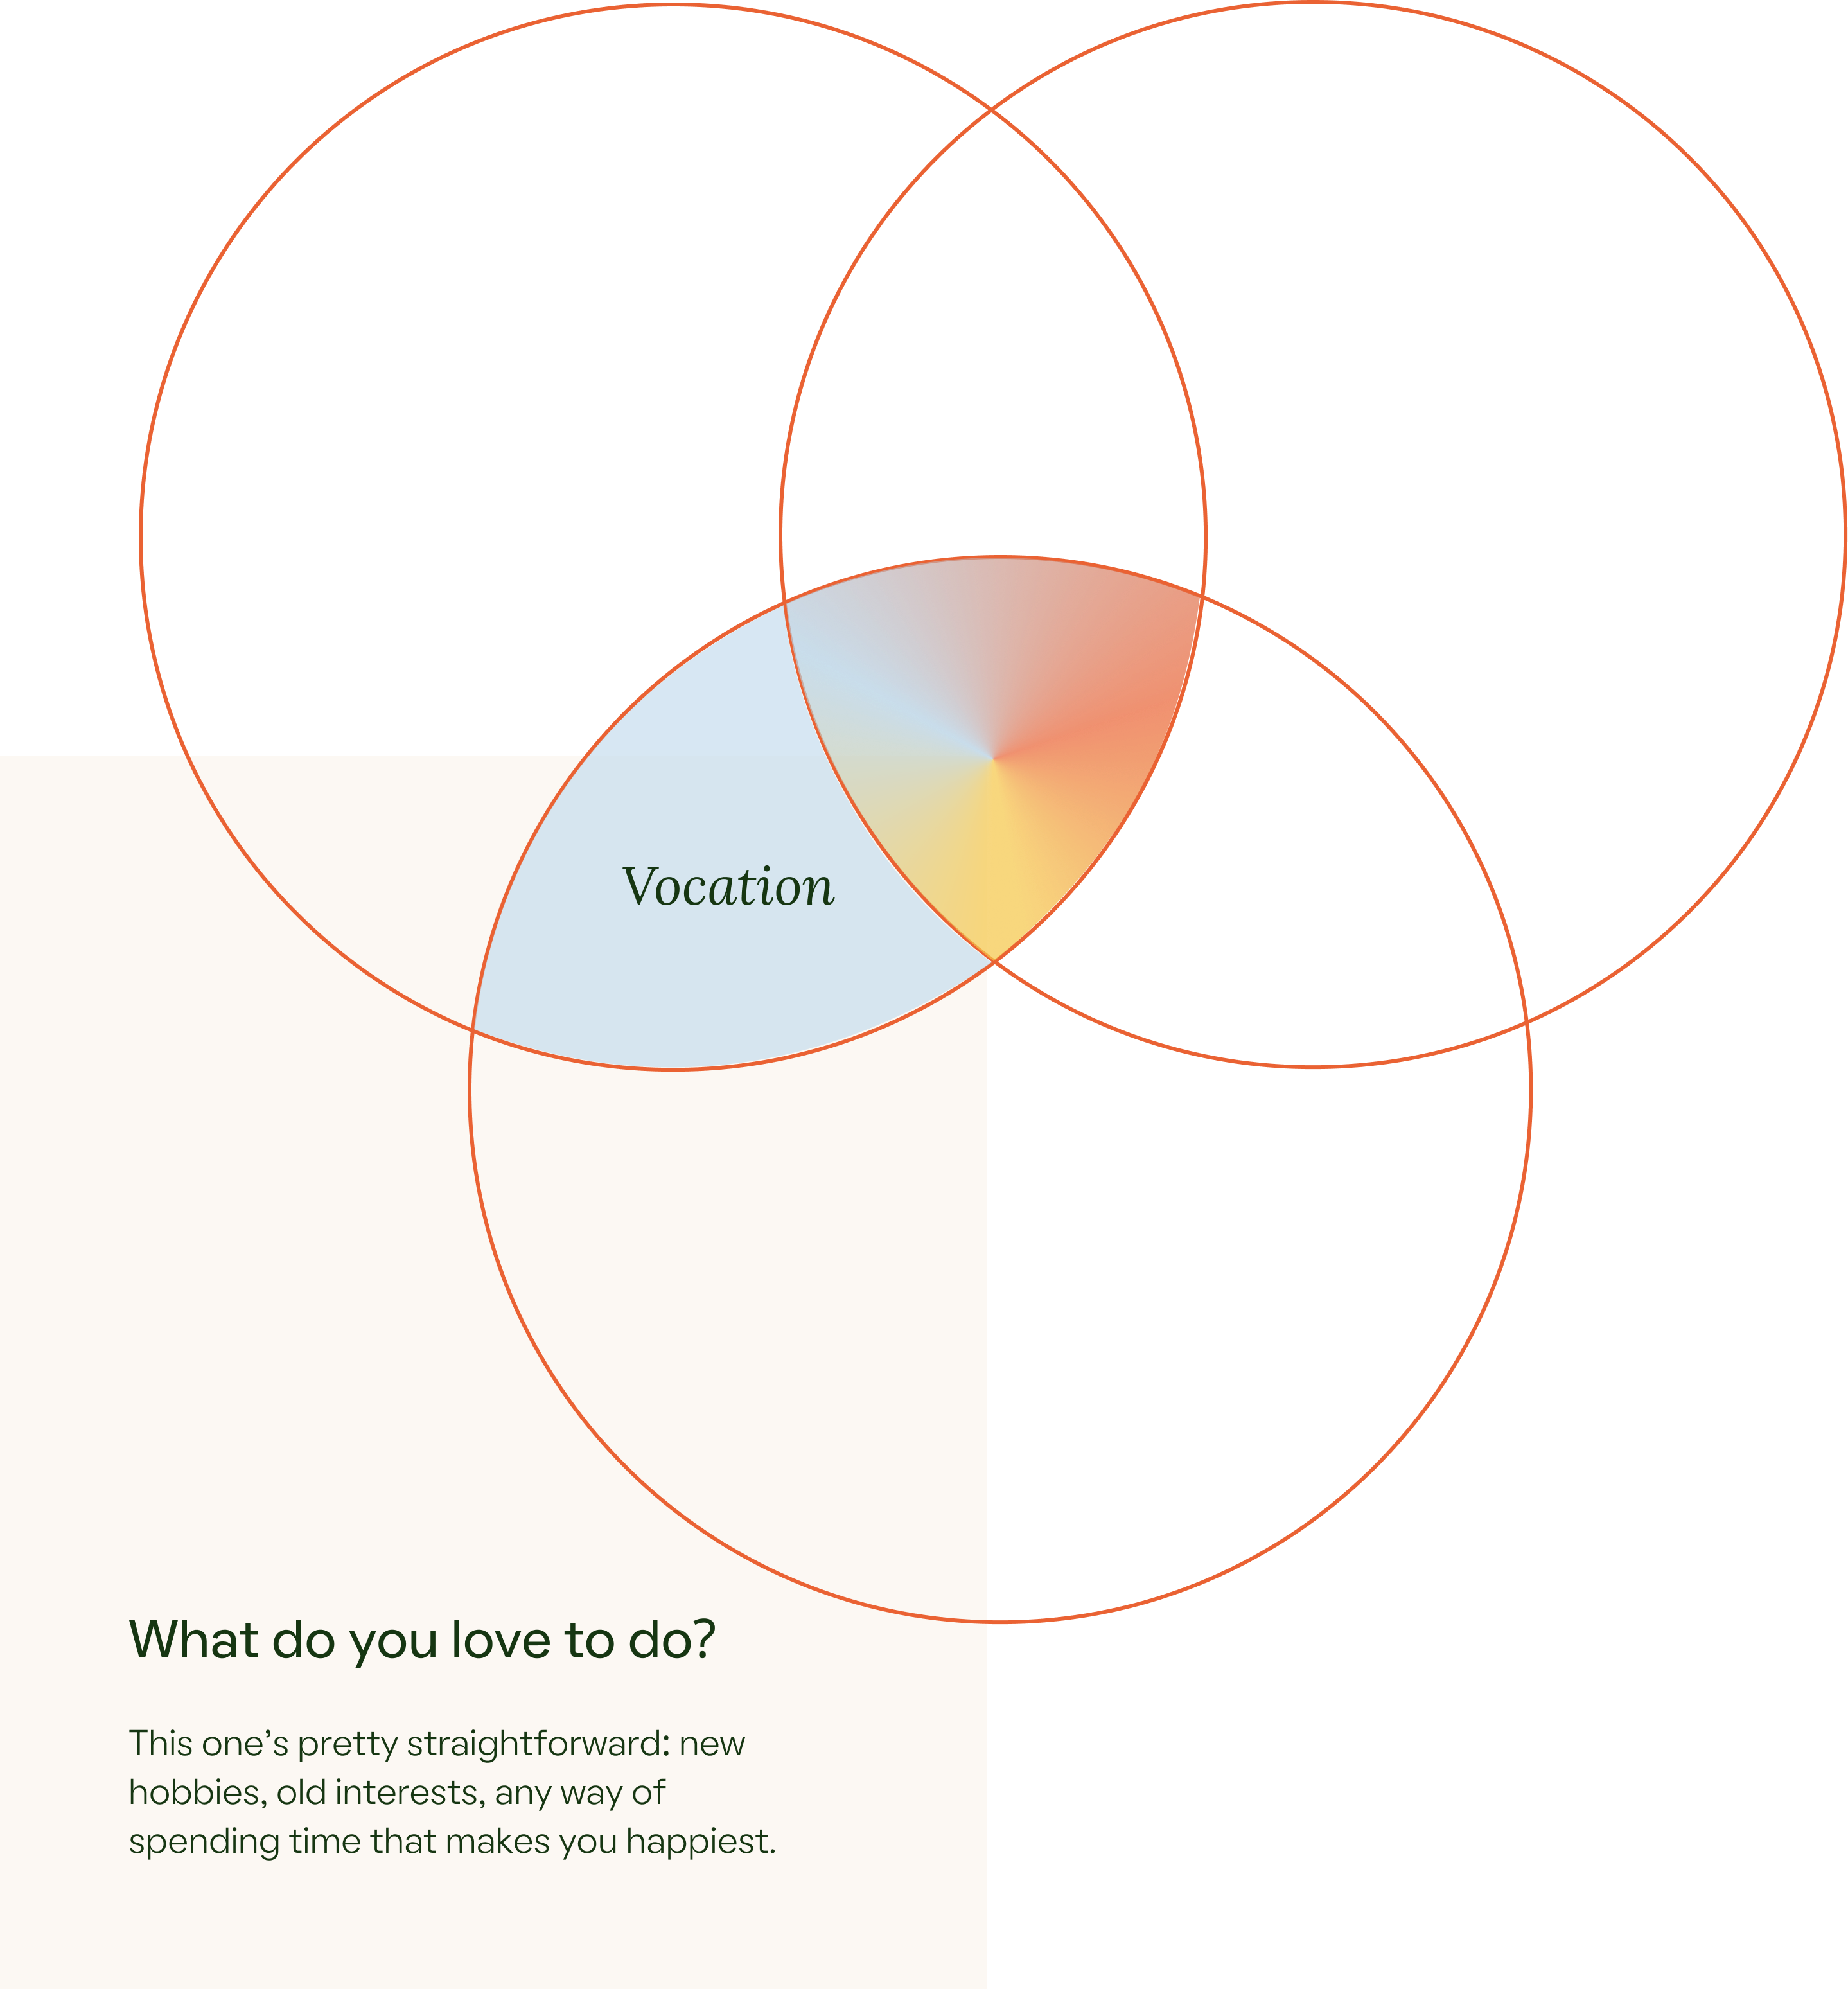 Vocation
What do you love to do?
This one’s pretty straightforward: new
hobbies, old interests, any way of
spending time that makes you happiest.